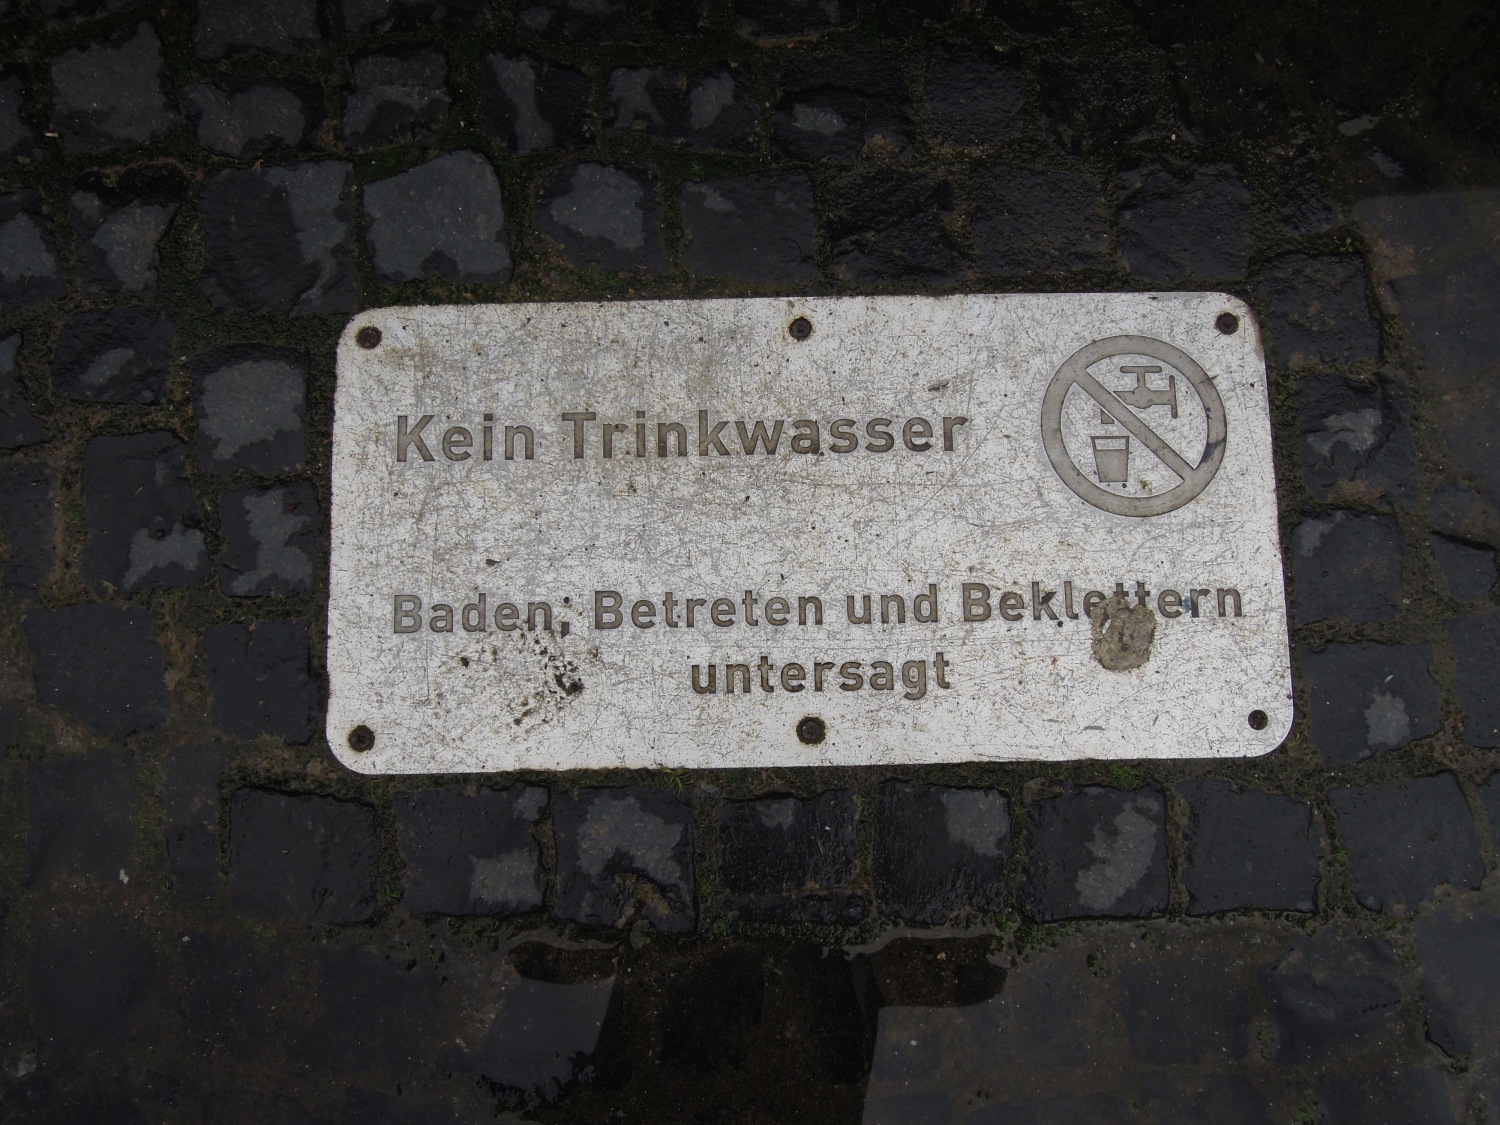 Kein Trinkwasser
Baden, Betreten und Beklettern
untersagt